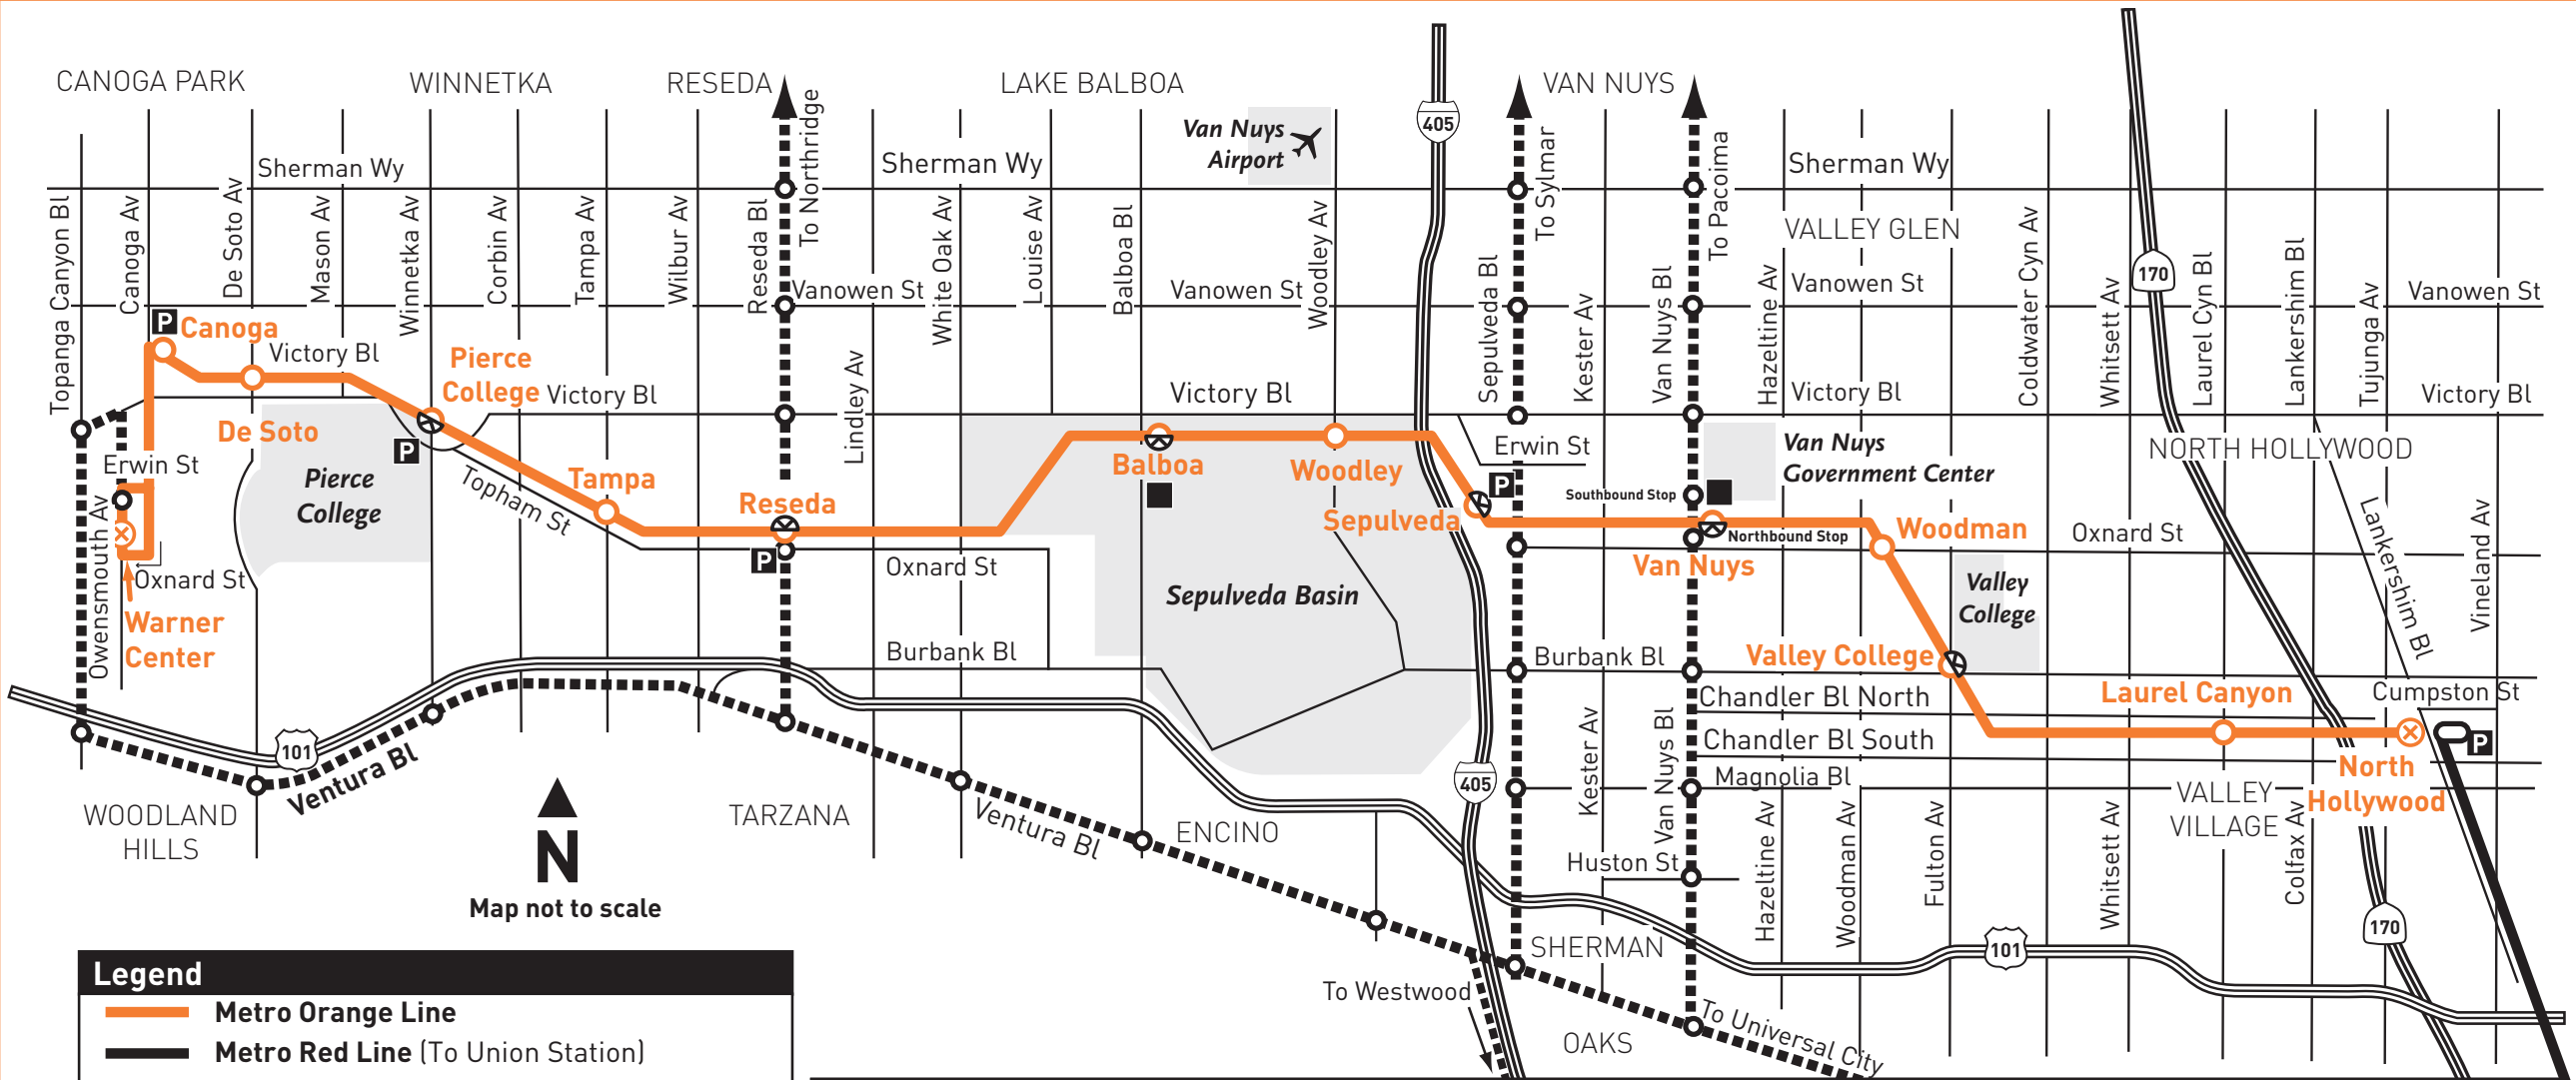 CANOGA PARK
WINNETKA
RESEDA
LAKE BALBOA
VAN NUYS
405
To Northridge
Van Nuys
Airport
To Sylmar
To Pacoima
Sherman Wy
Sherman Wy
Sherman Wy
VALLEY GLEN
170
Topanga Canyon Bl
Canoga Av
De Soto Av
Mason Av
Winnetka Av
Corbin Av
Tampa Av
Wilbur Av
Reseda Bl
Lindley Av
White Oak Av
Louise Av
Balboa Bl
Woodley Av
Sepulveda Bl
Kester Av
Van Nuys Bl
Hazeltine Av
Coldwater Cyn Av
Whitsett Av
Laurel Cyn Bl
Lankershim Bl
Tujunga Av
Vanowen St
Vanowen St
Vanowen St
Vanowen St
P
Canoga
Victory Bl
Pierce
College
Victory Bl
Victory Bl
Victory Bl
Victory Bl
De Soto
P
Erwin St
Erwin St
Van Nuys
Government Center
NORTH HOLLYWOOD
Pierce
College
Topham St
Tampa
Reseda
Balboa
Woodley
P
Southbound Stop
Sepulveda
Northbound Stop
Woodman
Oxnard St
Owensmouth Av
Oxnard St
P
Oxnard St
Van Nuys
Sepulveda Basin
Valley
College
Lankershim Bl
Vineland Av
Warner
Center
Burbank Bl
Burbank Bl
Valley College
Chandler Bl North
Laurel Canyon
Cumpston St
Chandler Bl South
P
101
Ventura Bl
405
Kester Av
Van Nuys Bl
Magnolia Bl
North
Hollywood
WOODLAND
HILLS
N
Map not to scale
TARZANA
Ventura Bl
ENCINO
VALLEY
VILLAGE
Huston St
Hazeltine Av
Woodman Av
Fulton Av
Whitsett Av
Colfax Av
170
101
SHERMAN
OAKS
To Westwood
To Universal City
Legend
Metro Orange Line
Metro Red Line (To Union Station)